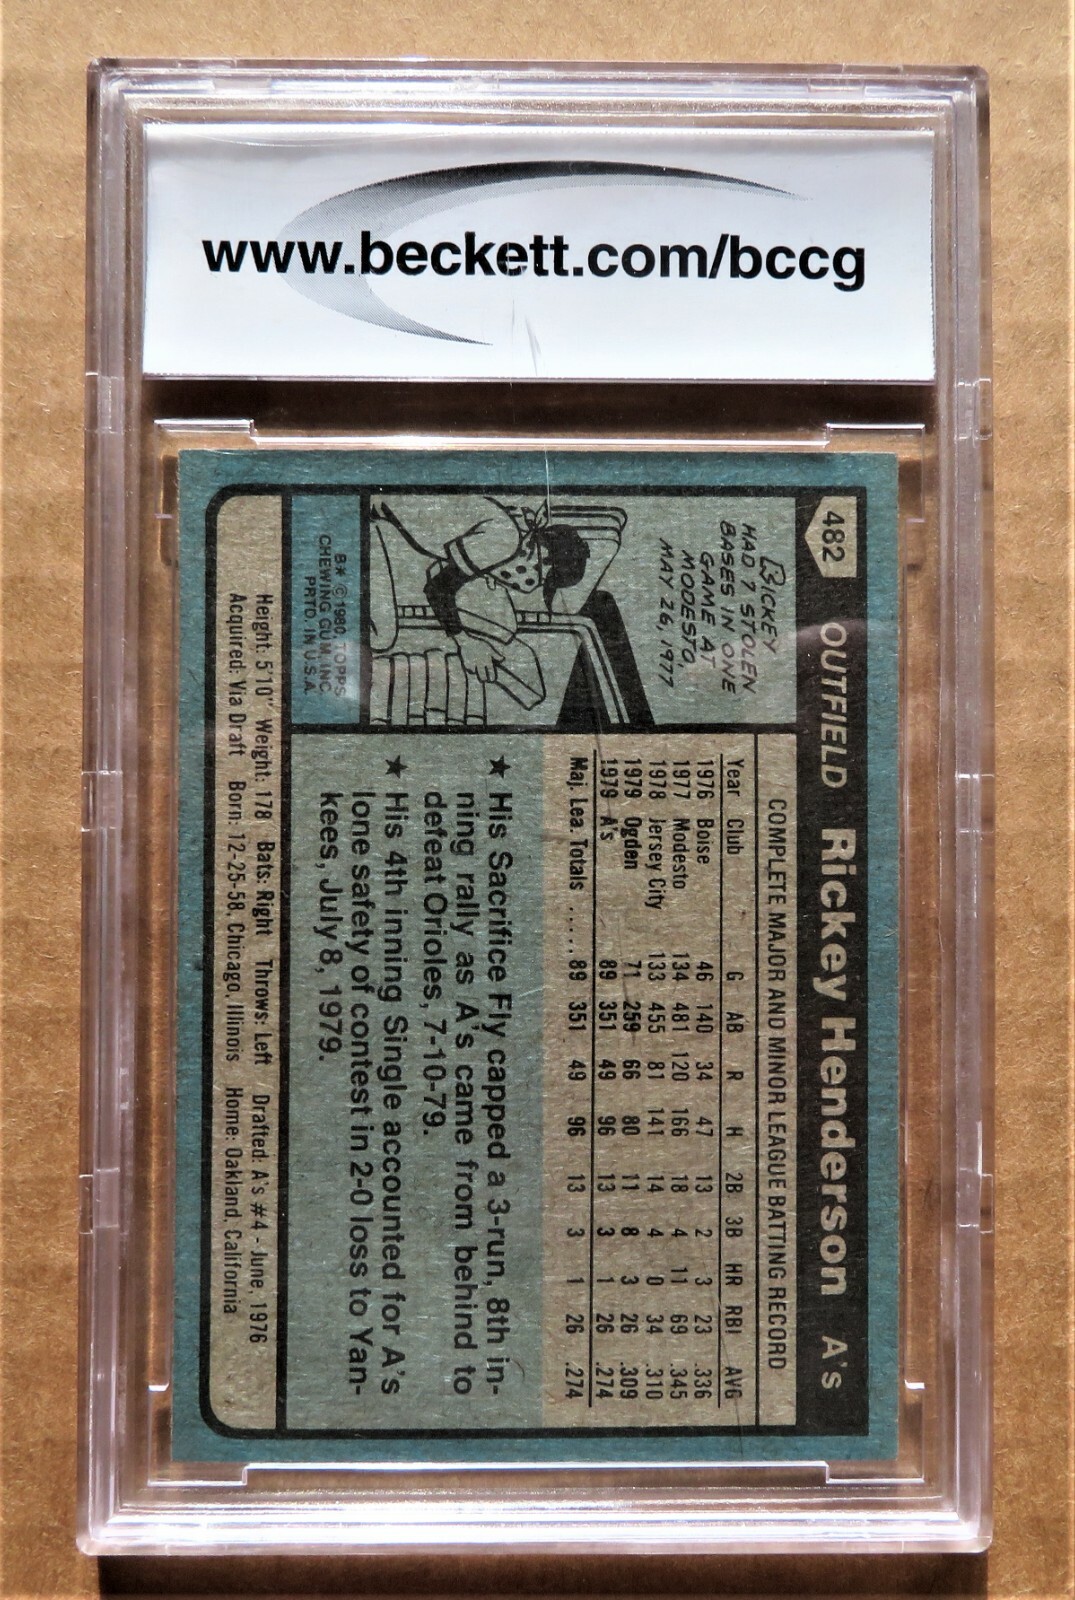 www.beckett.com/bccg
482 OUTFIELD Rickey Henderson A's
RICKEY
HAD 7 STOLEN
BASES IN ONE
GAME AT
MODESTO,
MAY 26, 1977
B* © 1980, TOPPS
CHEWING GUM, INC.
PRTD. IN U.S.A.
COMPLETE MAJOR AND MINOR LEAGUE BATTING RECORD
Year Club G AB R H 2B 3B HR RBI AVG
1976 Boise 46 140 34 47 13 2 3 23 .336
1977 Modesto 134 481 120 166 18 4 11 69 .345
1978 Jersey City 133 455 81 141 14 4 0 34 .310
1979 Ogden 71 259 66 80 11 8 3 26 .309
1979 A's 89 351 49 96 13 3 1 26 .274
Maj. Lea. Totals ..... 89 351 49 96 13 3 1 26 .274
★ His Sacrifice Fly capped a 3-run, 8th in-
ning rally as A's came from behind to
defeat Orioles, 7-10-79.
★ His 4th inning Single accounted for A's
lone safety of contest in 2-0 loss to Yan-
kees, July 8, 1979.
Height: 5'10" Weight: 178 Bats: Right Throws: Left Drafted: A's #4 - June, 1976
Acquired: Via Draft Born: 12-25-58, Chicago, Illinois Home: Oakland, California